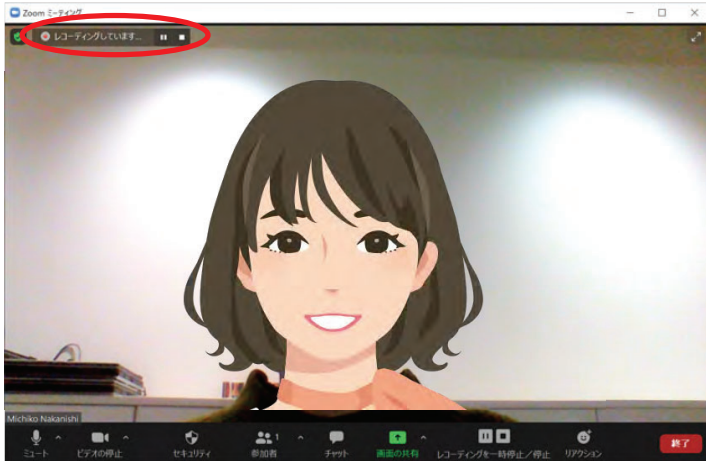 Zoom ミーティング
レコーディングしています...
Michiko Nakanishi
ミュート
ビデオの停止
セキュリティ
参加者
1
チャット
画面の共有
レコーディングを一時停止／停止
リアクション
終了